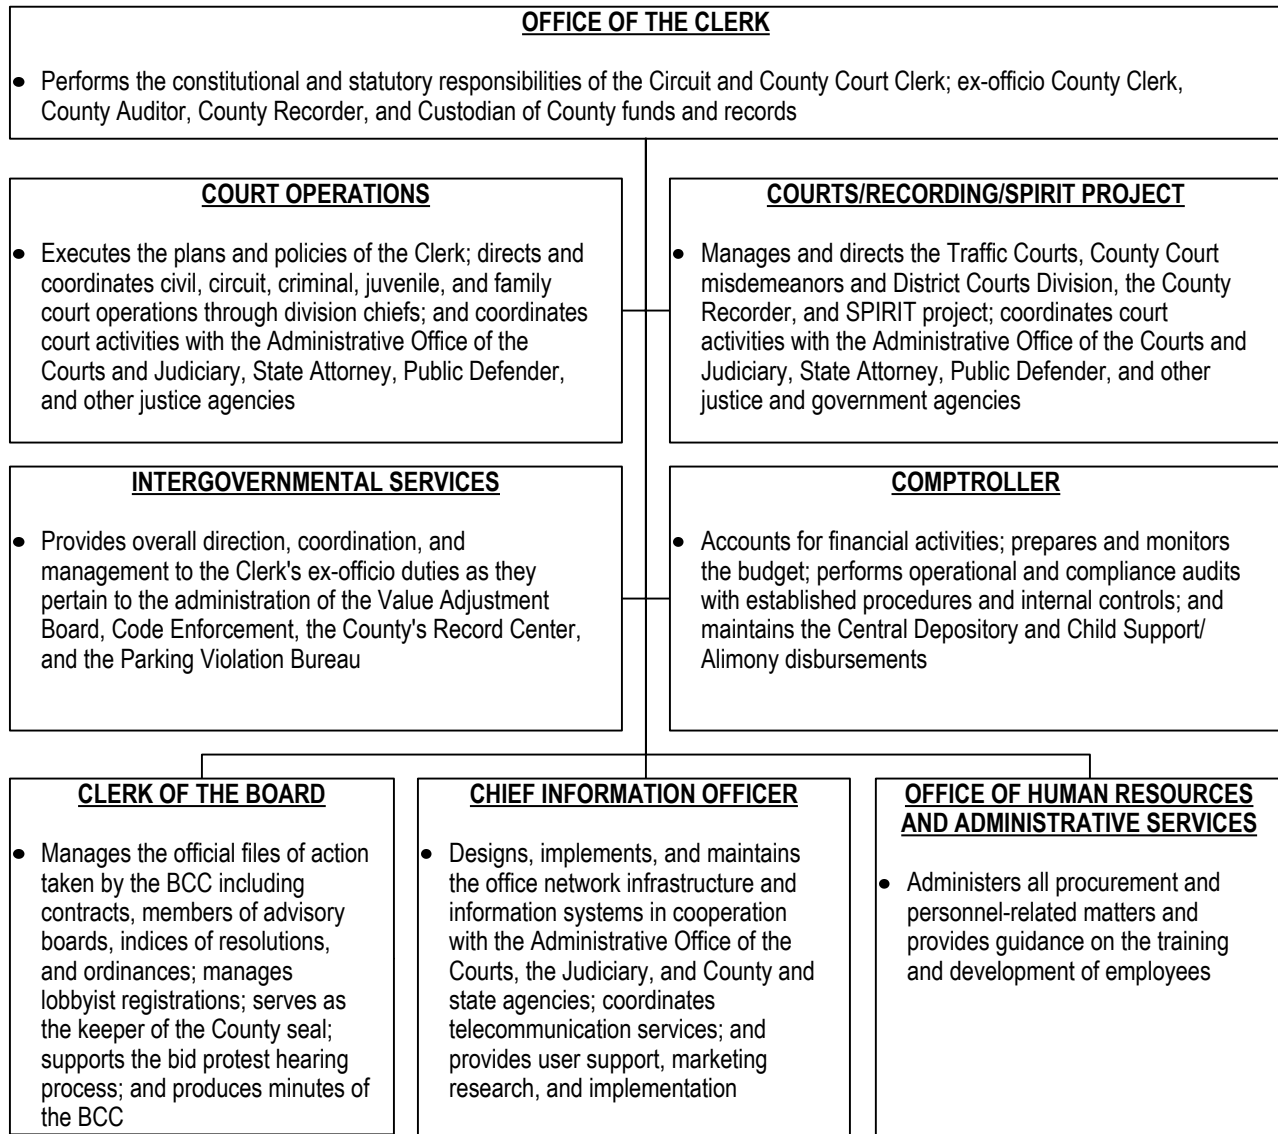 OFFICE OF THE CLERK
• Performs the constitutional and statutory responsibilities of the Circuit and County Court Clerk; ex-officio County Clerk,
County Auditor, County Recorder, and Custodian of County funds and records
COURT OPERATIONS
• Executes the plans and policies of the Clerk; directs and
coordinates civil, circuit, criminal, juvenile, and family
court operations through division chiefs; and coordinates
court activities with the Administrative Office of the
Courts and Judiciary, State Attorney, Public Defender,
and other justice agencies
COURTS/RECORDING/SPIRIT PROJECT
• Manages and directs the Traffic Courts, County Court
misdemeanors and District Courts Division, the County
Recorder, and SPIRIT project; coordinates court
activities with the Administrative Office of the Courts and
Judiciary, State Attorney, Public Defender, and other
justice and government agencies
INTERGOVERNMENTAL SERVICES
• Provides overall direction, coordination, and
management to the Clerk's ex-officio duties as they
pertain to the administration of the Value Adjustment
Board, Code Enforcement, the County's Record Center,
and the Parking Violation Bureau
COMPTROLLER
• Accounts for financial activities; prepares and monitors
the budget; performs operational and compliance audits
with established procedures and internal controls; and
maintains the Central Depository and Child Support/
Alimony disbursements
CLERK OF THE BOARD
• Manages the official files of action
taken by the BCC including
contracts, members of advisory
boards, indices of resolutions,
and ordinances; manages
lobbyist registrations; serves as
the keeper of the County seal;
supports the bid protest hearing
process; and produces minutes of
the BCC
CHIEF INFORMATION OFFICER
• Designs, implements, and maintains
the office network infrastructure and
information systems in cooperation
with the Administrative Office of the
Courts, the Judiciary, and County and
state agencies; coordinates
telecommunication services; and
provides user support, marketing
research, and implementation
OFFICE OF HUMAN RESOURCES
AND ADMINISTRATIVE SERVICES
• Administers all procurement and
personnel-related matters and
provides guidance on the training
and development of employees